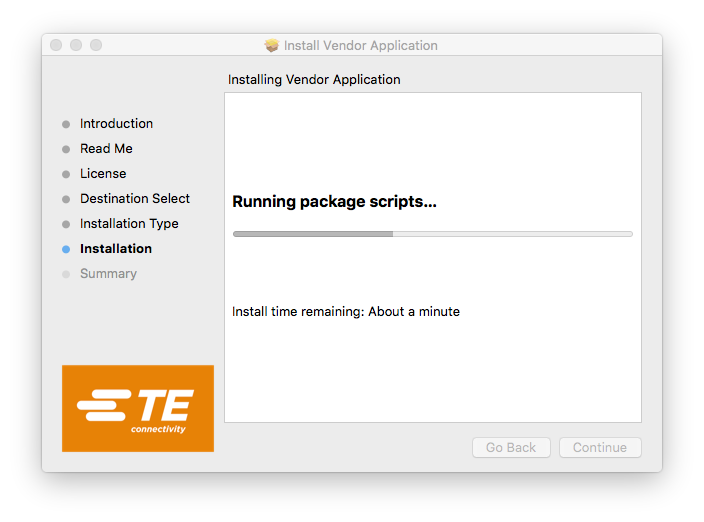 Install Vendor Application
Installing Vendor Application
Introduction
Read Me
License
Destination Select
Installation Type
Installation
Summary
Running package scripts...
Install time remaining: About a minute
TE
connectivity
Go Back
Continue